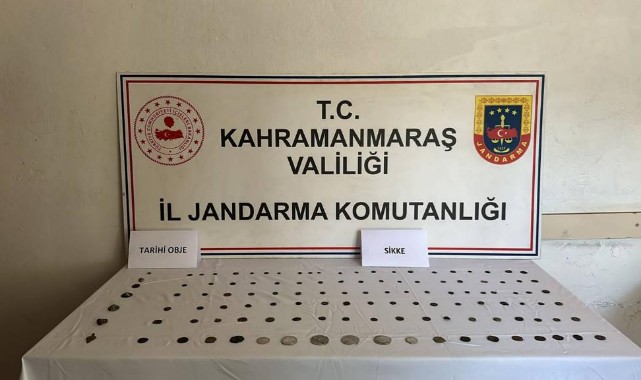 T.C.
KAHRAMANMARAŞ
VALİLİĞİ
İL JANDARMA KOMUTANLIĞI
JANDARMA
TARİHİ OBJE
SİKKE